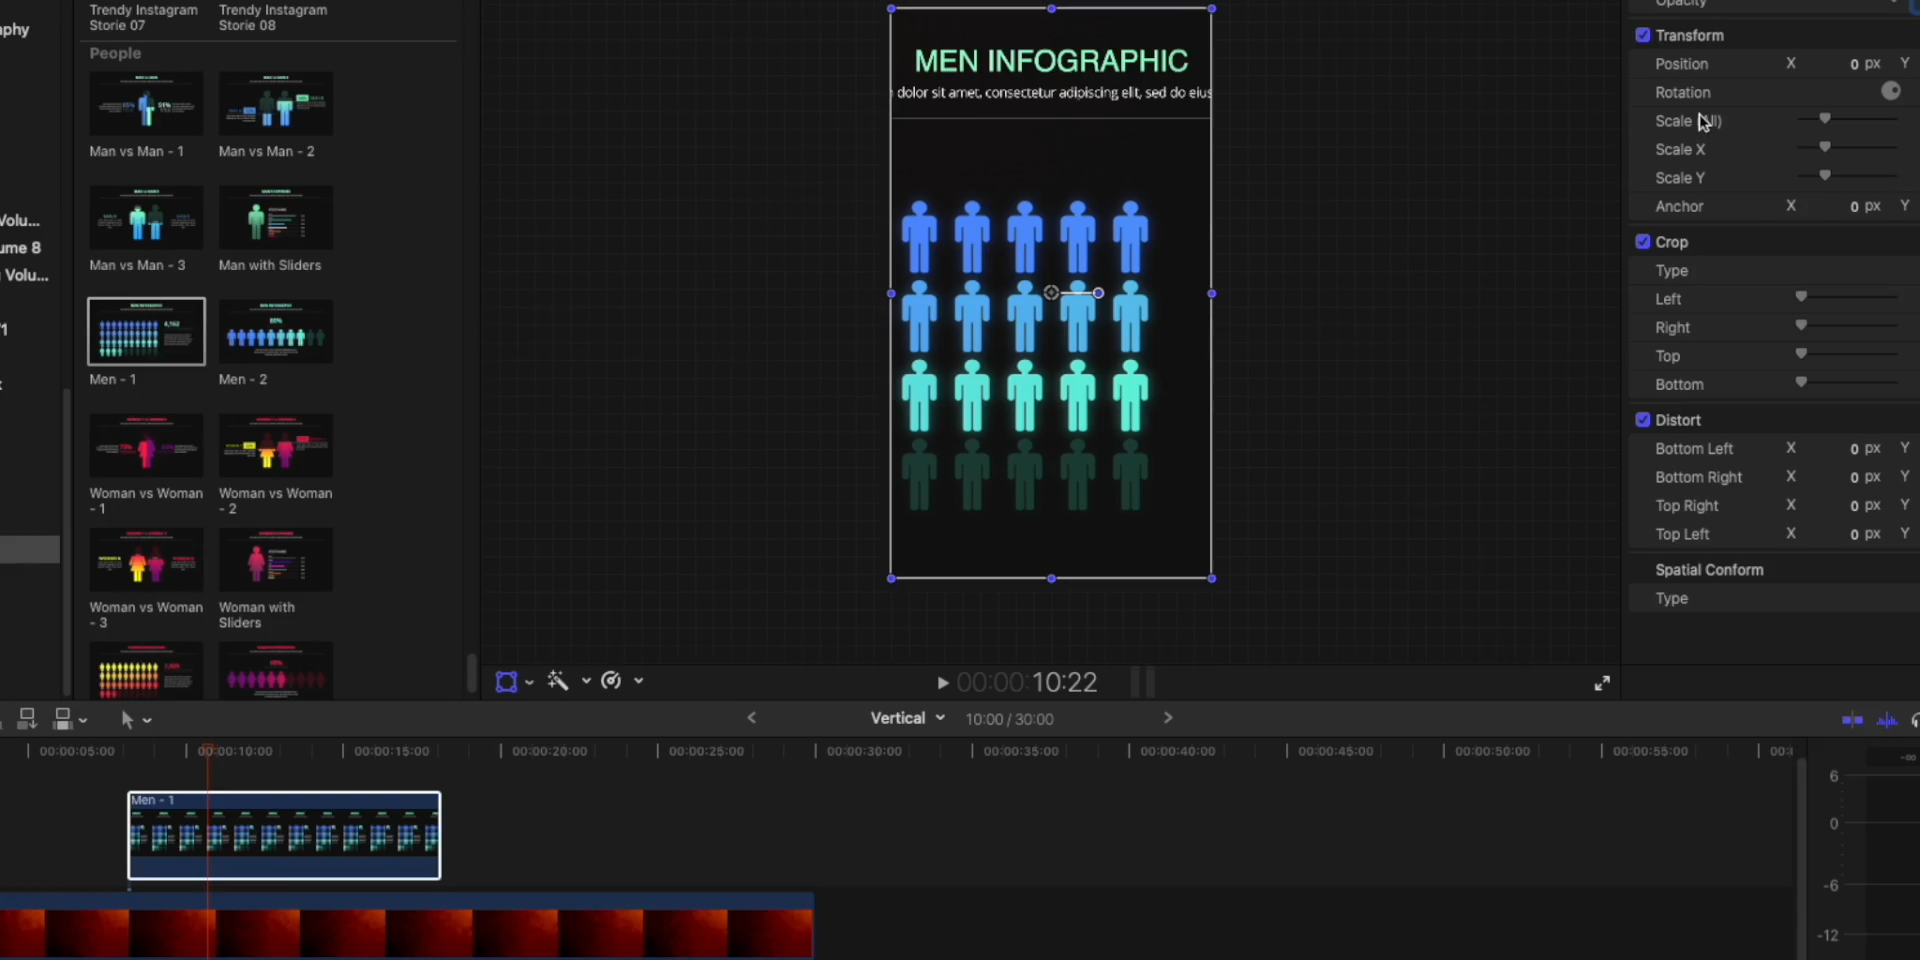 Trendy Instagram
Storie 07
Trendy Instagram
Storie 08
People
Man vs Man - 1
Man vs Man - 2
Man vs Man - 3
Man with Sliders
Men - 1
Men - 2
Woman vs Woman
- 1
Woman vs Woman
- 2
Woman vs Woman
- 3
Woman with
Sliders
aphy
Volu...
ume 8
Volu...
MEN INFOGRAPHIC
dolor sit amet, consectetur adipiscing elit, sed do eius
Opacity
Transform
Position X 0 px Y
Rotation
Scale
Scale X
Scale Y
Anchor X 0 px Y
Crop
Type
Left
Right
Top
Bottom
Distort
Bottom Left X 0 px Y
Bottom Right X 0 px Y
Top Right X 0 px Y
Top Left X 0 px Y
Spatial Conform
Type
00:00:10:22
Vertical 10:00 / 30:00
00:00:05:00 00:00:10:00 00:00:15:00 00:00:20:00 00:00:25:00 00:00:30:00 00:00:35:00 00:00:40:00 00:00:45:00 00:00:50:00 00:00:55:00
Men - 1
6
0
-6
-12